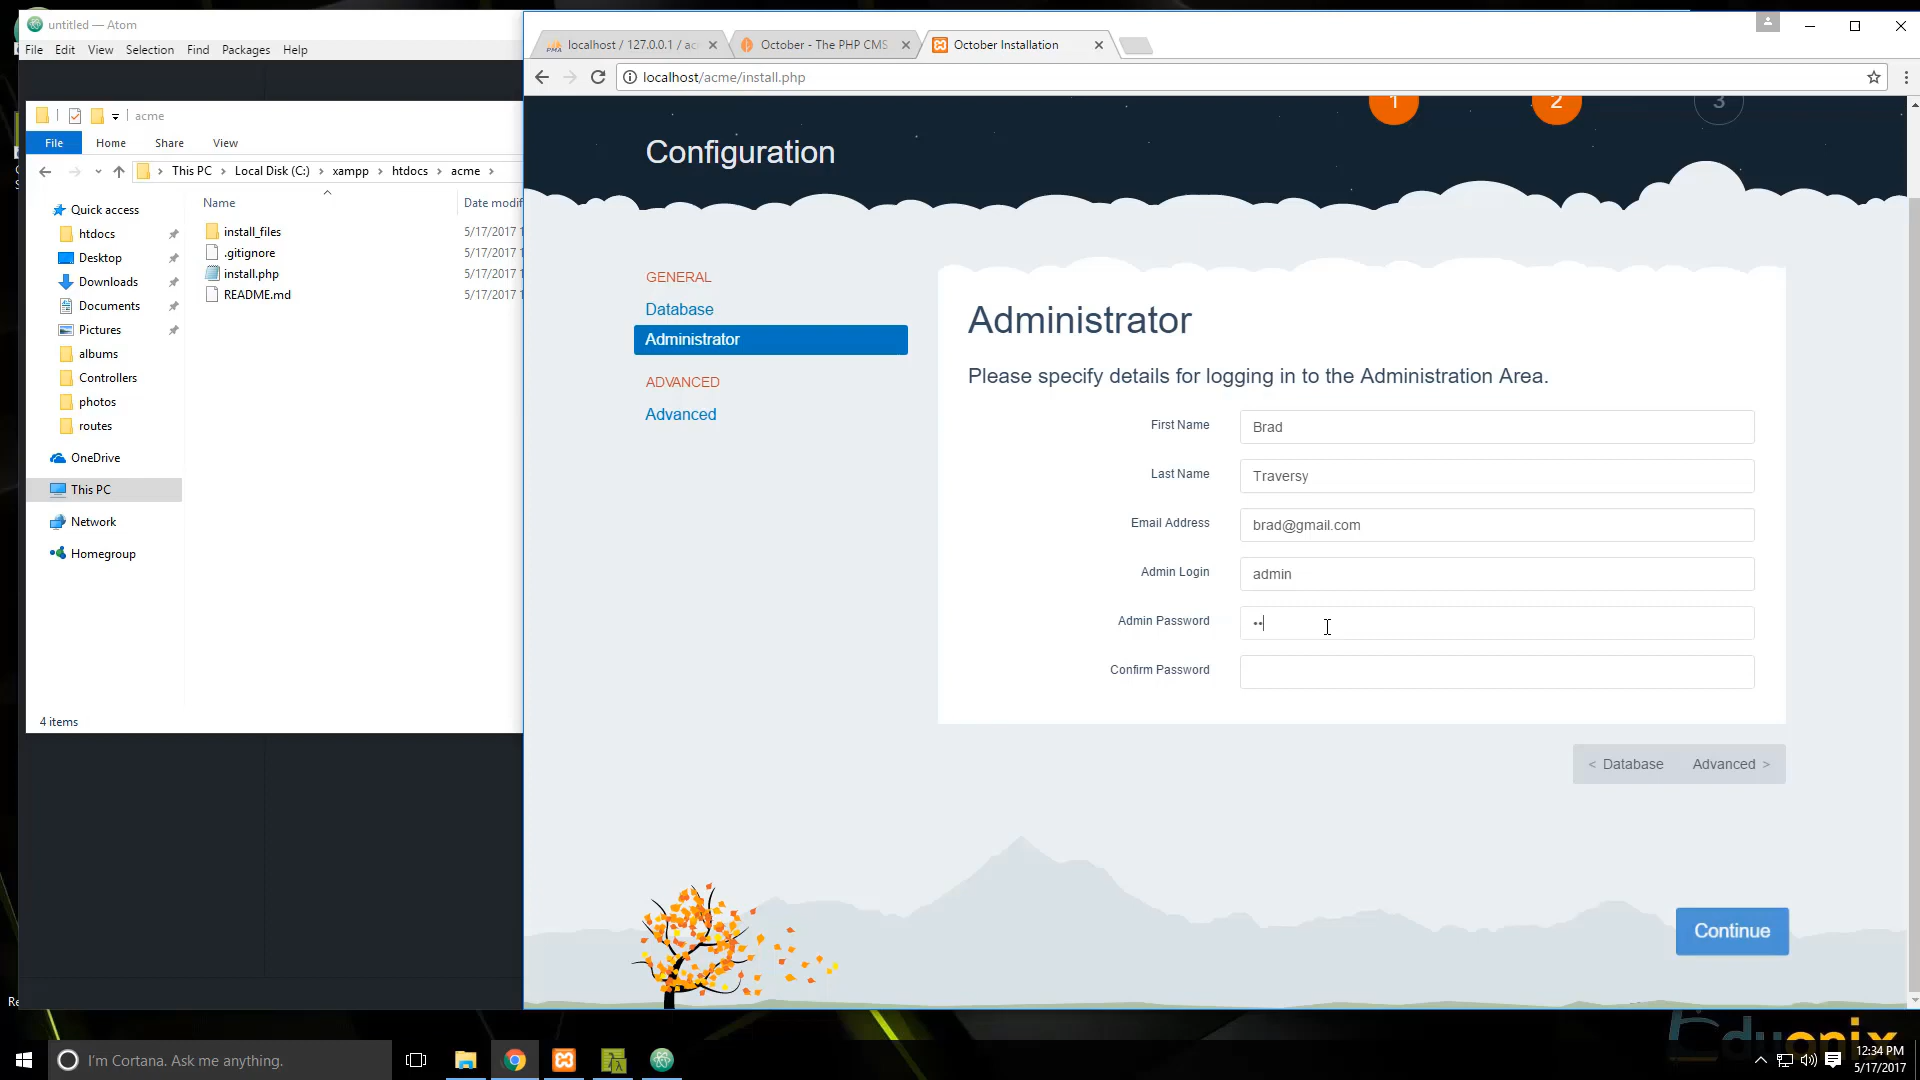 untitled — Atom
File Edit View Selection Find Packages Help
acme
File Home Share View
This PC > Local Disk (C:) > xampp > htdocs > acme >
Name Date modif
Quick access
htdocs
Desktop
Downloads
Documents
Pictures
albums
Controllers
photos
routes
OneDrive
This PC
Network
Homegroup
install_files 5/17/2017 1
.gitignore 5/17/2017 1
install.php 5/17/2017 1
README.md 5/17/2017 1
4 items
localhost / 127.0.0.1 / ac
October - The PHP CMS
October Installation
localhost/acme/install.php
1 2 3
Configuration
GENERAL
Database
Administrator
ADVANCED
Advanced
Administrator
Please specify details for logging in to the Administration Area.
First Name Brad
Last Name Traversy
Email Address brad@gmail.com
Admin Login admin
Admin Password ••
Confirm Password
< Database Advanced >
Continue
Eduonix
I'm Cortana. Ask me anything.
12:34 PM
5/17/2017